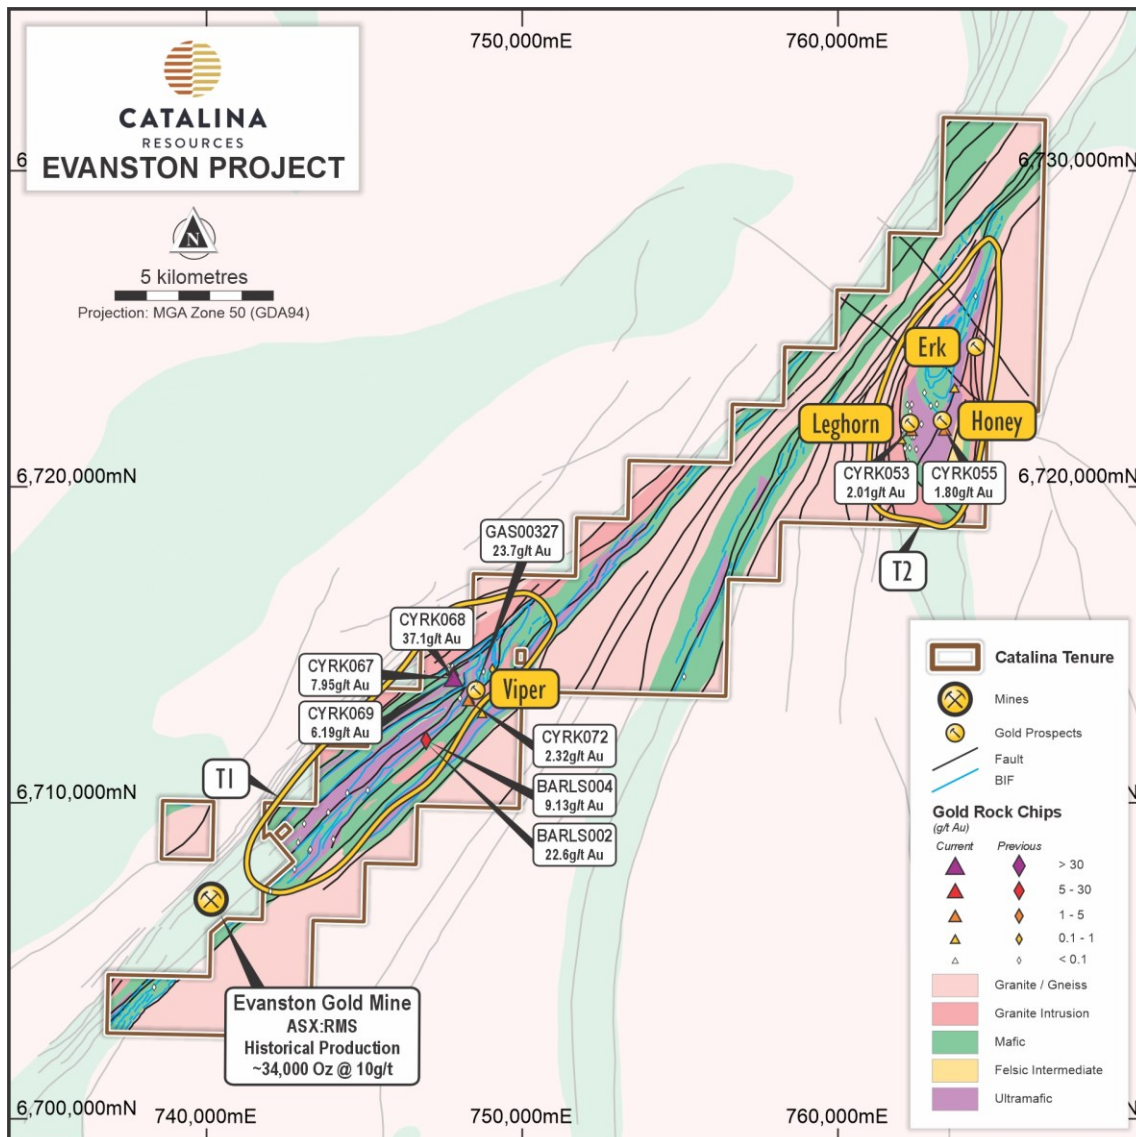 750,000mE
760,000mE
CATALINA
RESOURCES
EVANSTON PROJECT
6,730,000mN
N
5 kilometres
Projection: MGA Zone 50 (GDA94)
Erk
Leghorn
Honey
CYRK053
2.01g/t Au
CYRK055
1.80g/t Au
6,720,000mN
6,720,000mN
GAS00327
23.7g/t Au
T2
CYRK068
37.1g/t Au
CYRK067
7.95g/t Au
Viper
CYRK069
6.19g/t Au
CYRK072
2.32g/t Au
T1
BARLS004
9.13g/t Au
6,710,000mN
BARLS002
22.6g/t Au
Evanston Gold Mine
ASX:RMS
Historical Production
~34,000 Oz @ 10g/t
6,700,000mN
740,000mE
750,000mE
760,000mE
Catalina Tenure
Mines
Gold Prospects
Fault
BIF
Gold Rock Chips
(g/t Au)
Current Previous
> 30
5 - 30
1 - 5
0.1 - 1
< 0.1
Granite / Gneiss
Granite Intrusion
Mafic
Felsic Intermediate
Ultramafic